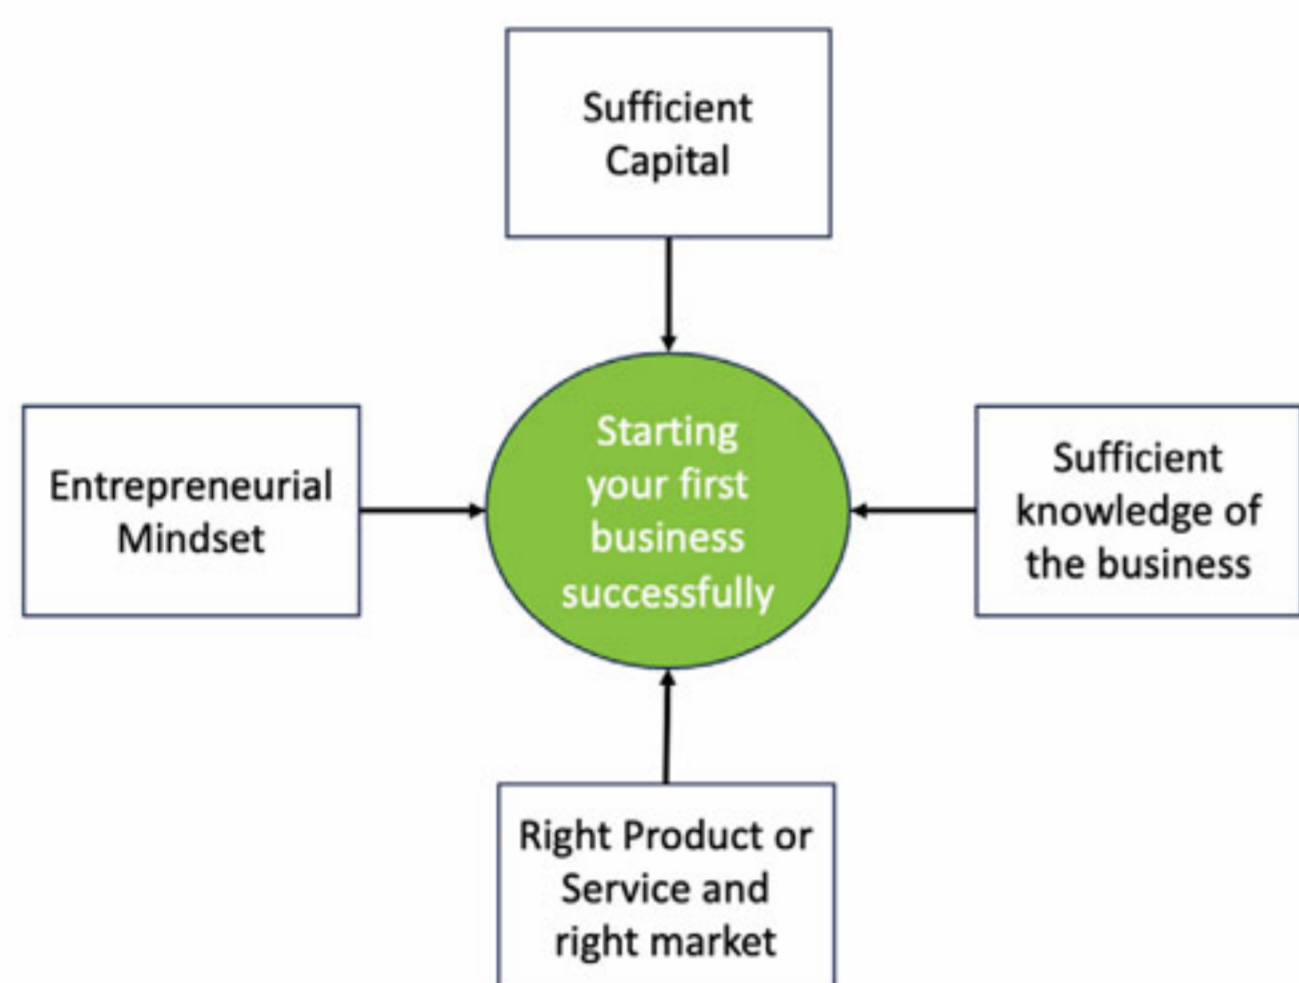 Sufficient
Capital
Entrepreneurial
Mindset
Starting
your first
business
successfully
Sufficient
knowledge of
the business
Right Product or
Service and
right market